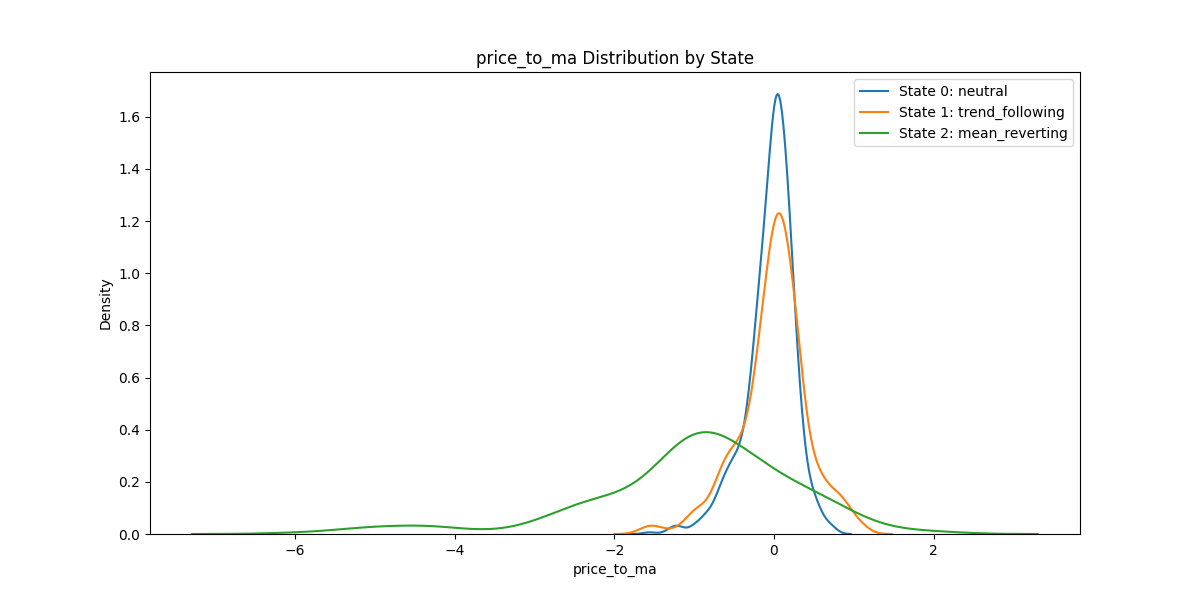 price_to_ma Distribution by State
State 0: neutral
State 1: trend_following
State 2: mean_reverting
Density
1.6
1.4
1.2
1.0
0.8
0.6
0.4
0.2
0.0
−6
−4
−2
0
2
price_to_ma